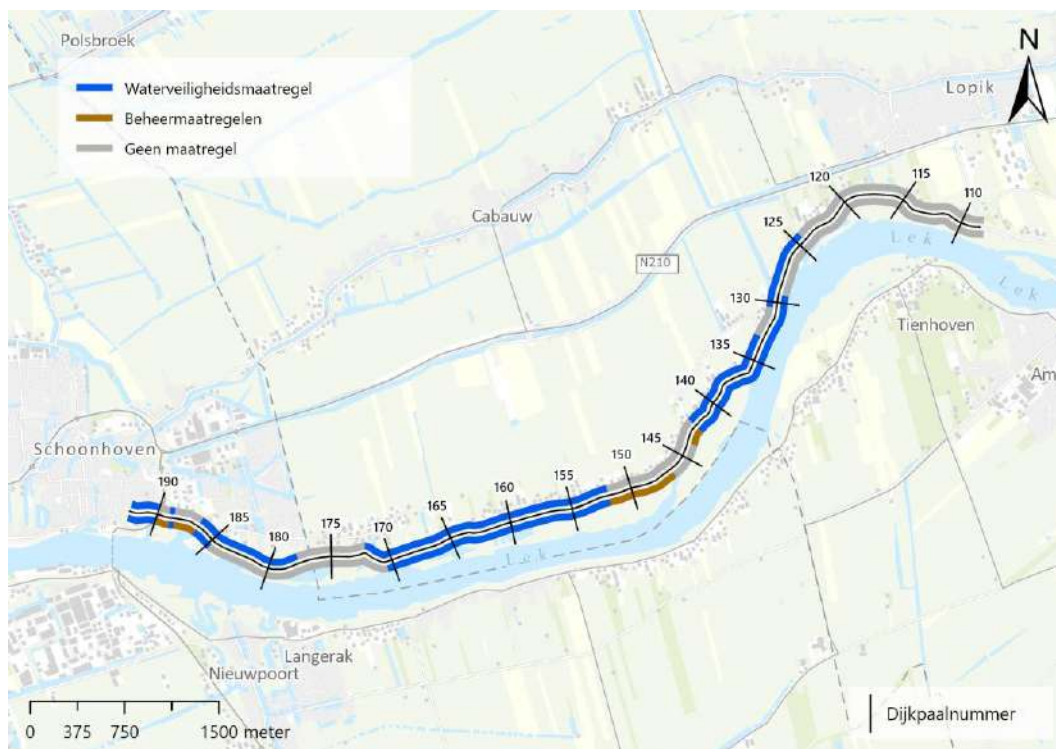 Polsbroek
Waterveiligheidsmaatregel
Beheermaatregelen
Geen maatregel
N
Lopik
120
115
110
Cabauw
125
Lek
N210
Lek
130
Tienhoven
135
Am
140
Schoonhoven
145
150
190
160
155
165
185
175
170
180
Lek
Langerak
Nieuwpoort
0 375 750 1500 meter
Dijkpaalnummer